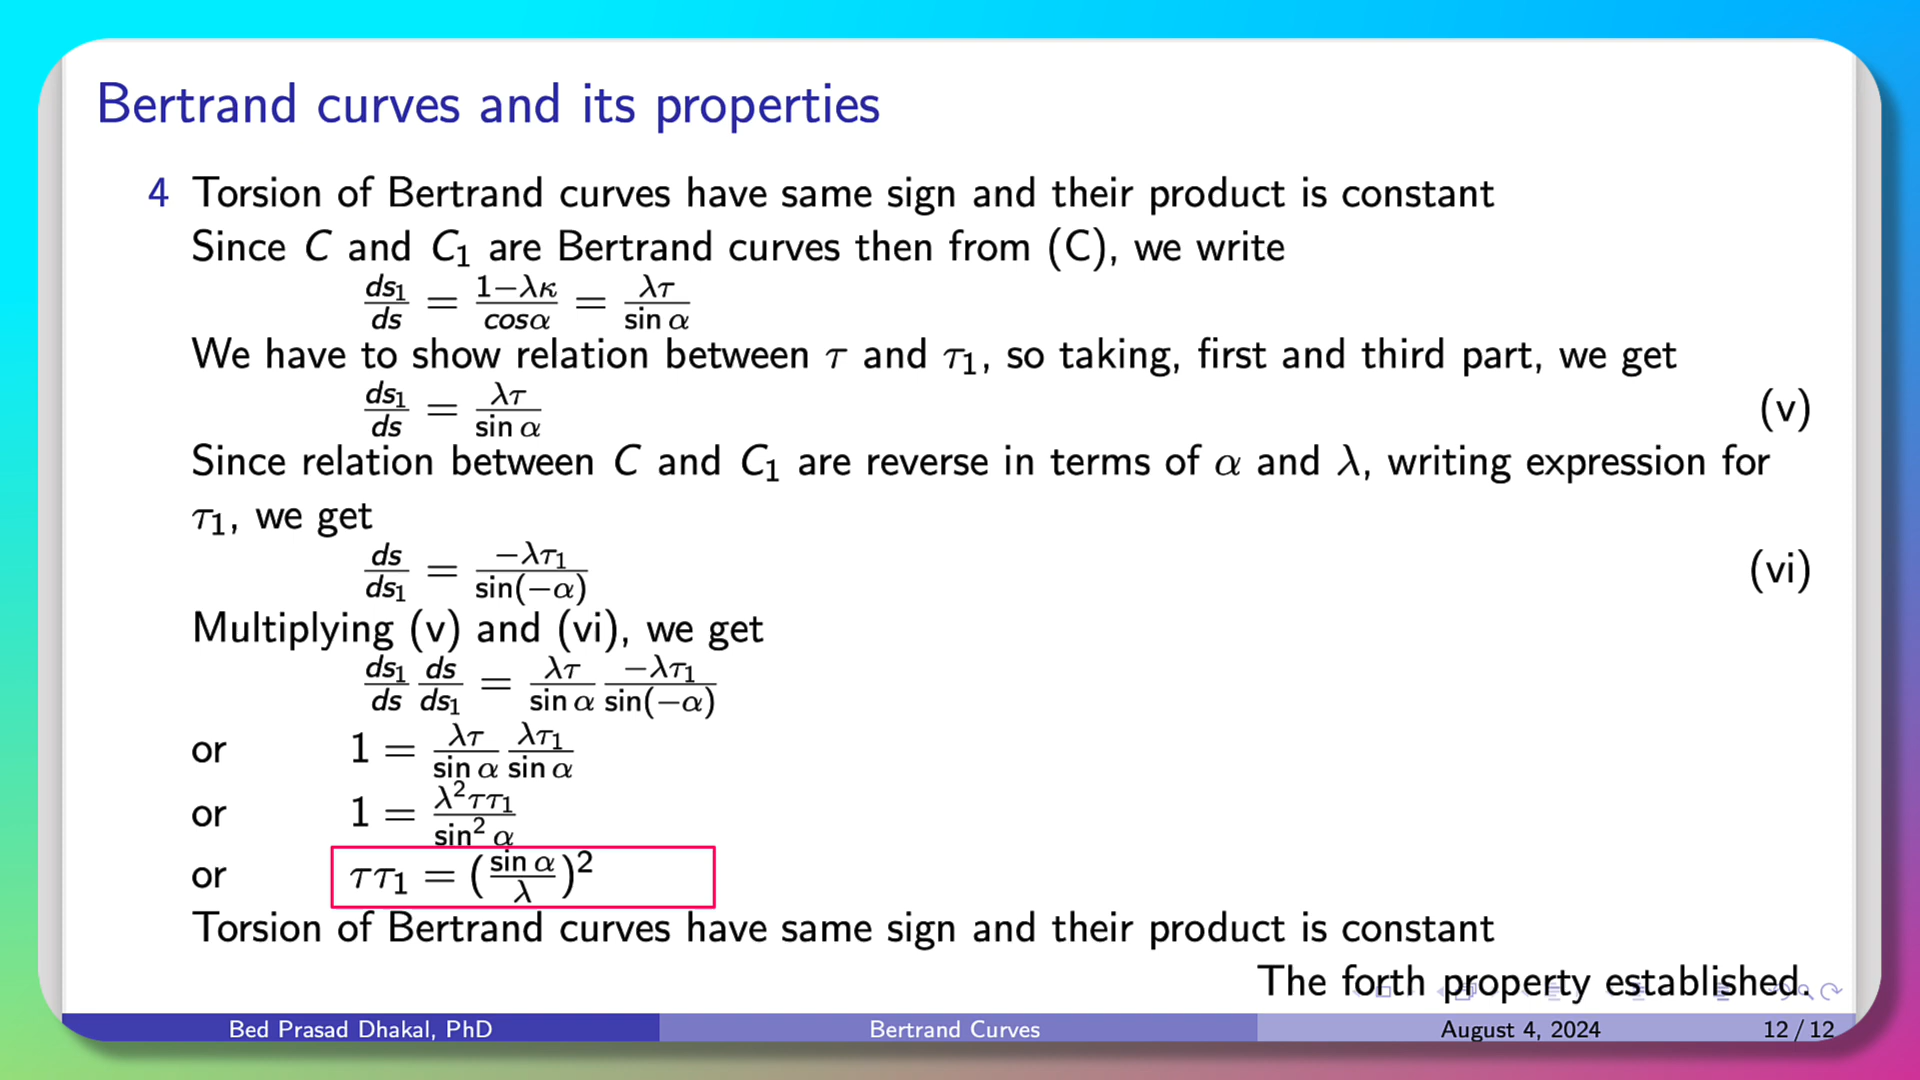 Bertrand curves and its properties
4 Torsion of Bertrand curves have same sign and their product is constant
Since C and C₁ are Bertrand curves then from (C), we write
ds₁/ds = (1−λκ)/cosα = λτ/sin α
We have to show relation between τ and τ₁, so taking, first and third part, we get
ds₁/ds = λτ/sin α (v)
Since relation between C and C₁ are reverse in terms of α and λ, writing expression for
τ₁, we get
ds/ds₁ = −λτ₁/sin(−α) (vi)
Multiplying (v) and (vi), we get
ds₁/ds ds/ds₁ = λτ/sin α −λτ₁/sin(−α)
or 1 = λτ/sin α λτ₁/sin α
or 1 = λ²ττ₁/sin² α
or ττ₁ = (sin α/λ)²
Torsion of Bertrand curves have same sign and their product is constant
The forth property established.
Bed Prasad Dhakal, PhD Bertrand Curves August 4, 2024 12 / 12